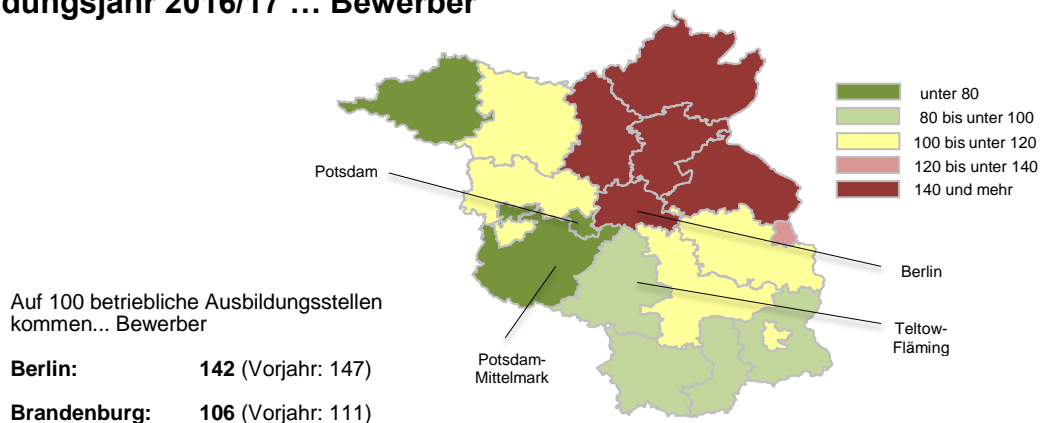 dungsjahr 2016/17 … Bewerber
unter 80
80 bis unter 100
100 bis unter 120
120 bis unter 140
140 und mehr
Potsdam
Berlin
Teltow-
Fläming
Potsdam-
Mittelmark
Auf 100 betriebliche Ausbildungsstellen
kommen... Bewerber
Berlin: 142 (Vorjahr: 147)
Brandenburg: 106 (Vorjahr: 111)